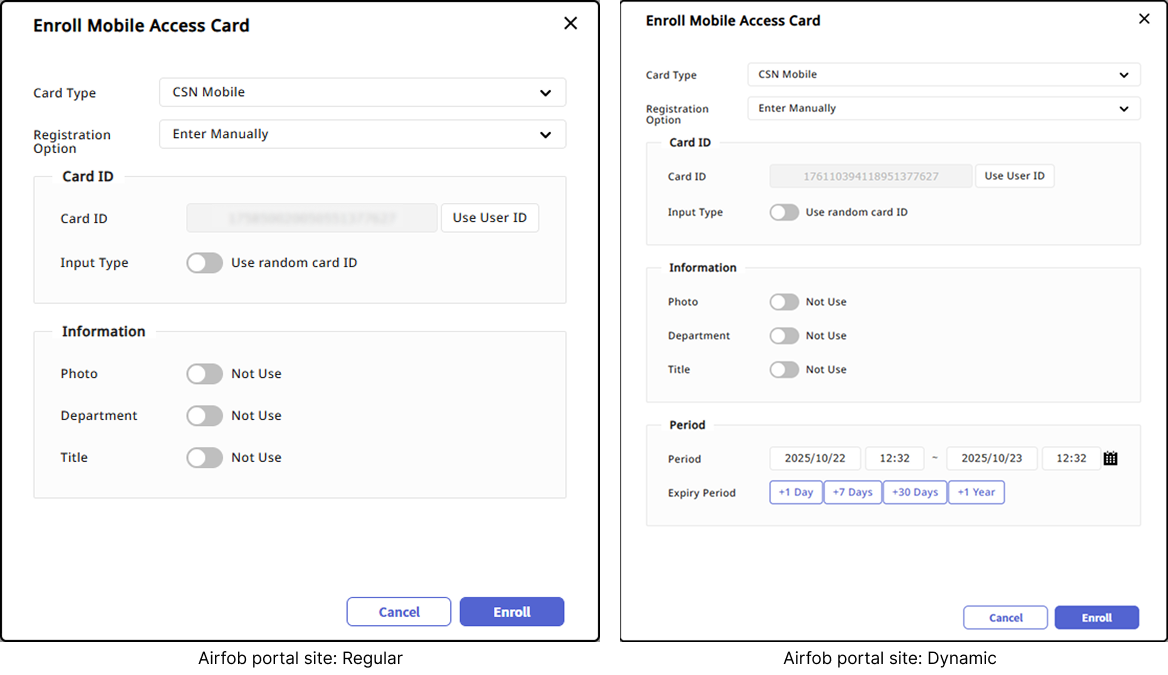 Enroll Mobile Access Card
Card Type
CSN Mobile
Registration
Option
Enter Manually
Card ID
Card ID
Use User ID
Input Type
Use random card ID
Information
Photo
Not Use
Department
Not Use
Title
Not Use
Cancel
Enroll
Airfob portal site: Regular
Enroll Mobile Access Card
Card Type
CSN Mobile
Registration
Option
Enter Manually
Card ID
Card ID
176110394118951377627
Use User ID
Input Type
Use random card ID
Information
Photo
Not Use
Department
Not Use
Title
Not Use
Period
Period
2025/10/22
12:32
~
2025/10/23
12:32
Expiry Period
+1 Day
+7 Days
+30 Days
+1 Year
Cancel
Enroll
Airfob portal site: Dynamic